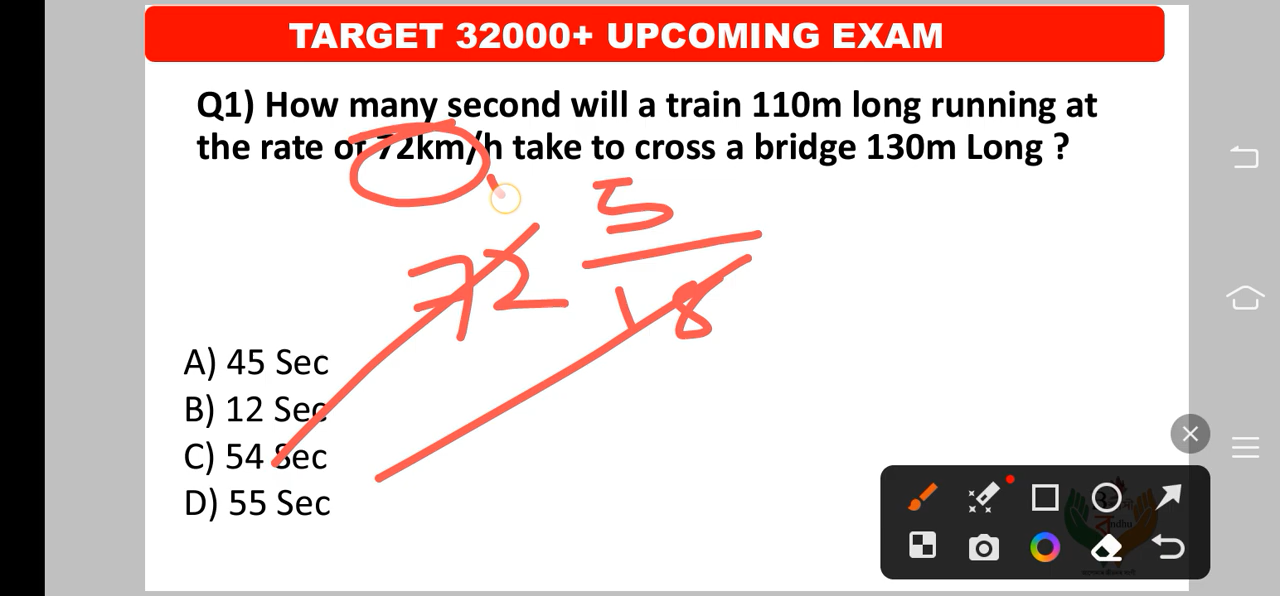 TARGET 32000+ UPCOMING EXAM
Q1) How many second will a train 110m long running at
the rate of 72km/h take to cross a bridge 130m Long ?
5
72
18
A) 45 Sec
B) 12 Sec
C) 54 Sec
D) 55 Sec